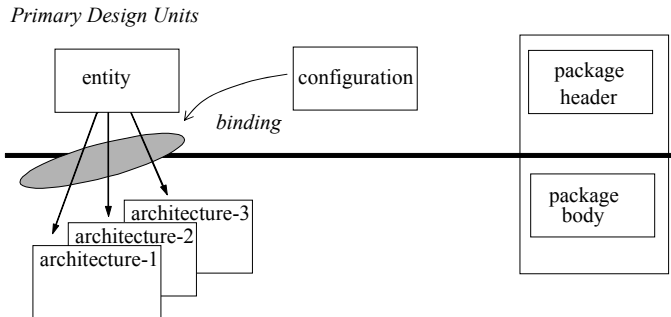 Primary Design Units
entity
configuration
package
header
binding
package
body
architecture-3
architecture-2
architecture-1